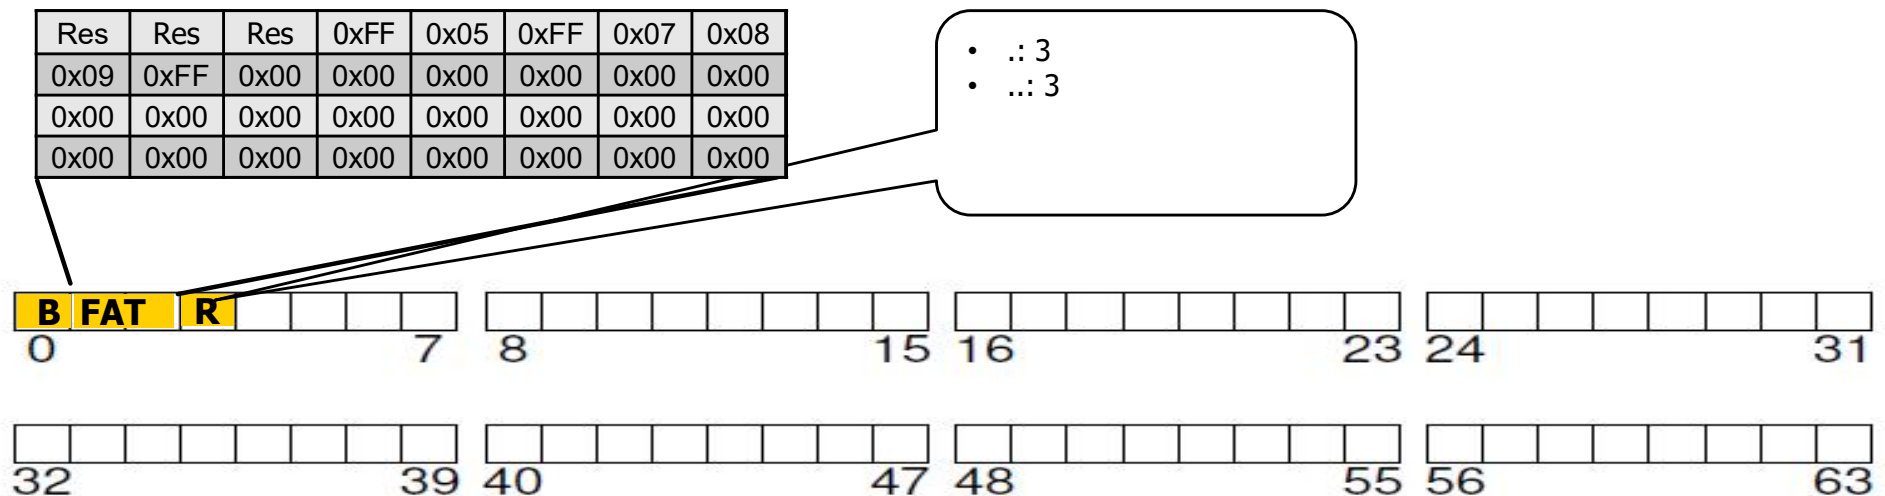 Res Res Res 0xFF 0x05 0xFF 0x07 0x08
0x09 0xFF 0x00 0x00 0x00 0x00 0x00 0x00
0x00 0x00 0x00 0x00 0x00 0x00 0x00 0x00
0x00 0x00 0x00 0x00 0x00 0x00 0x00 0x00
• .: 3
• ..: 3
B FAT R
0 7 8 15 16 23 24 31
32 39 40 47 48 55 56 63